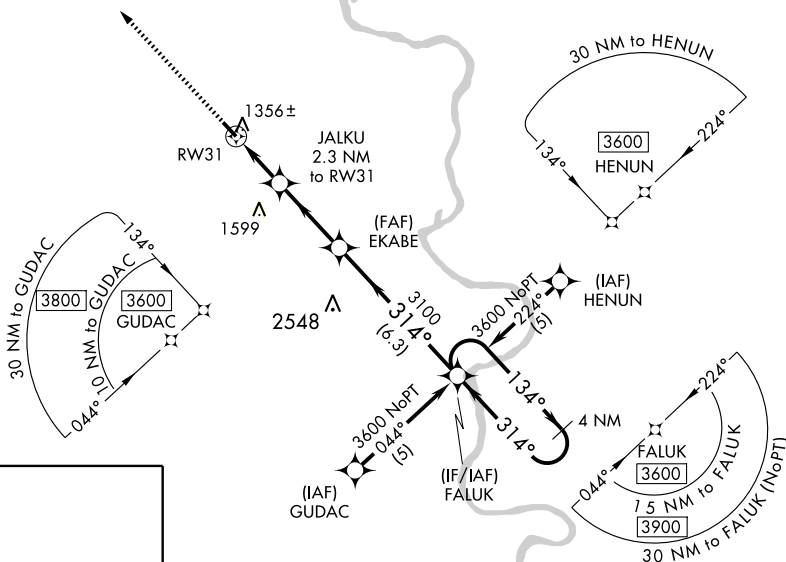 30 NM to HENUN
134°
224°
3600
HENUN
1356±
RW31
JALKU
2.3 NM
to RW31
1599
(FAF)
EKABE
2548
3100
314°
(6.3)
3600 NoPT
224°
(5)
(IAF)
HENUN
30 NM to GUDAC
3800
10 NM to GUDAC
134°
3600
GUDAC
044°
3600 NoPT
044°
(5)
(IAF)
GUDAC
134°
314°
4 NM
(IF/IAF)
FALUK
224°
044°
FALUK
3600
15 NM to FALUK
3900
30 NM to FALUK (NoPT)